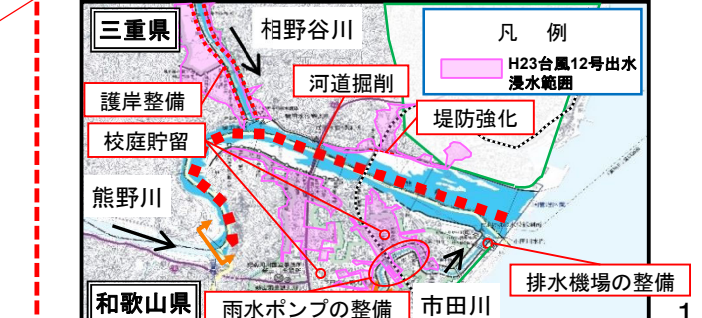 三重県
相野谷川
凡 例
H23台風12号出水
浸水範囲
護岸整備
河道掘削
校庭貯留
堤防強化
熊野川
排水機場の整備
和歌山県
雨水ポンプの整備
市田川
1